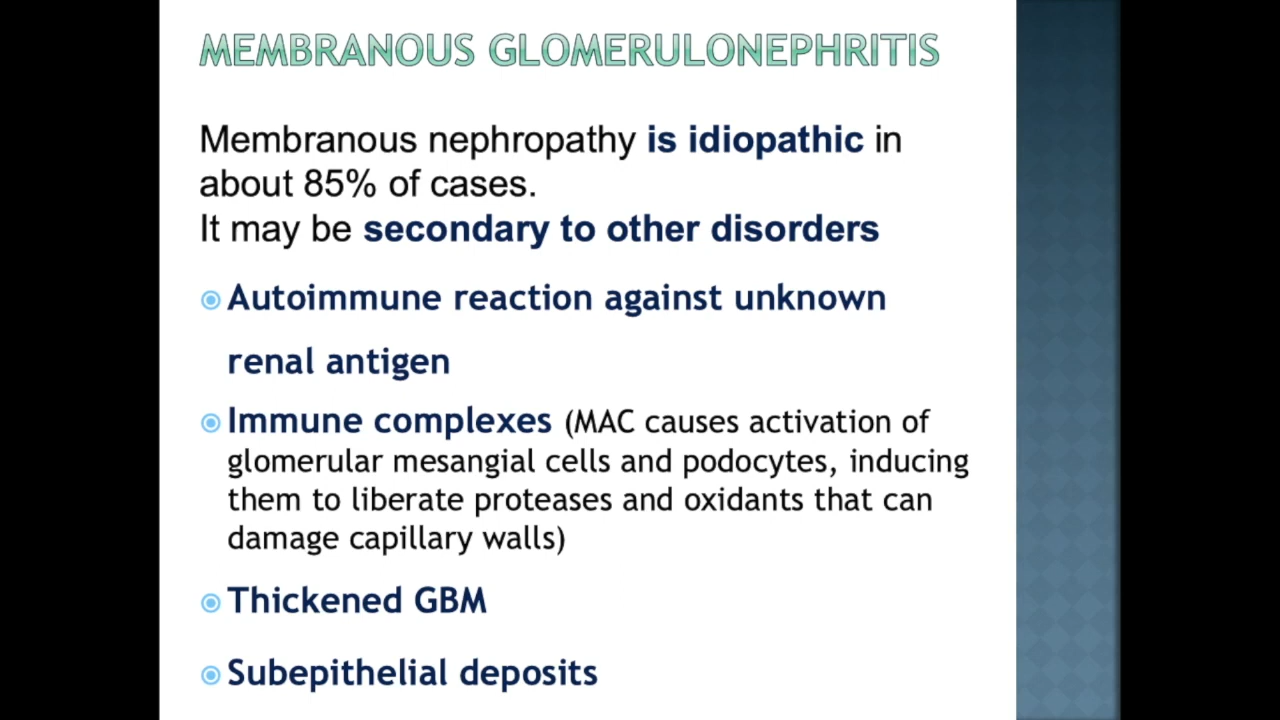 MEMBRANOUS GLOMERULONEPHRITIS
Membranous nephropathy is idiopathic in
about 85% of cases.
It may be secondary to other disorders
Autoimmune reaction against unknown
renal antigen
Immune complexes (MAC causes activation of
glomerular mesangial cells and podocytes, inducing
them to liberate proteases and oxidants that can
damage capillary walls)
Thickened GBM
Subepithelial deposits